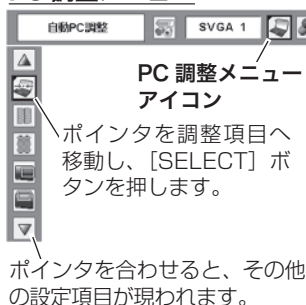 自動PC調整
SVGA 1
PC 調整メニュー
アイコン
ポインタを調整項目へ
移動し、［SELECT］ボ
タンを押します。
ポインタを合わせると、その他
の設定項目が現われます。